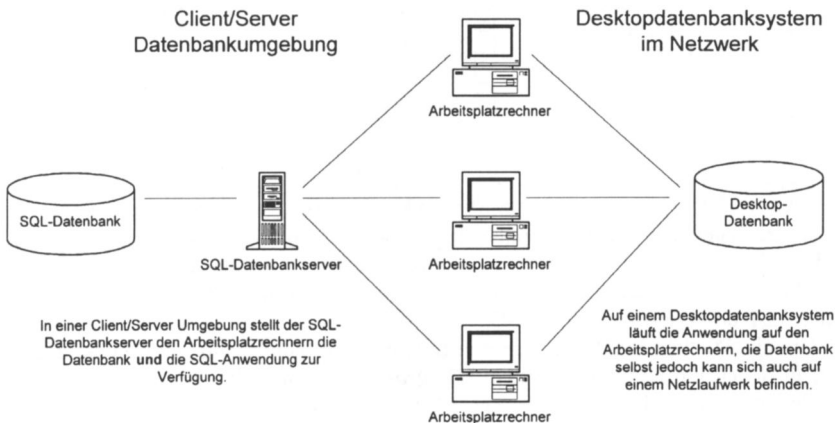 Client/Server
Datenbankumgebung
Desktopdatenbanksystem
im Netzwerk
Arbeitsplatzrechner
SQL-Datenbank
SQL-Datenbankserver
Arbeitsplatzrechner
Desktop-
Datenbank
In einer Client/Server Umgebung stellt der SQL-
Datenbankserver den Arbeitsplatzrechnern die
Datenbank und die SQL-Anwendung zur
Verfügung.
Auf einem Desktopdatenbanksystem
läuft die Anwendung auf den
Arbeitsplatzrechnern, die Datenbank
selbst jedoch kann sich auch auf
einem Netzlaufwerk befinden.
Arbeitsplatzrechner